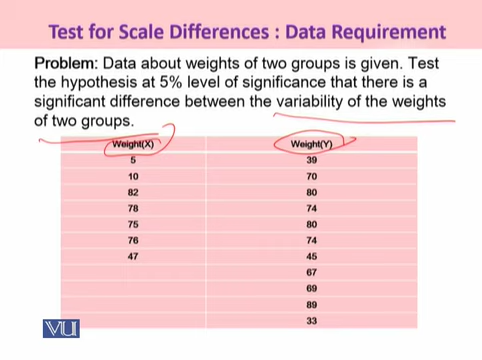 Test for Scale Differences : Data Requirement
Problem: Data about weights of two groups is given. Test
the hypothesis at 5% level of significance that there is a
significant difference between the variability of the weights
of two groups.
Weight(X) Weight(Y)
5 39
10 70
82 80
78 74
75 80
76 74
47 45
67
69
89
33
VU